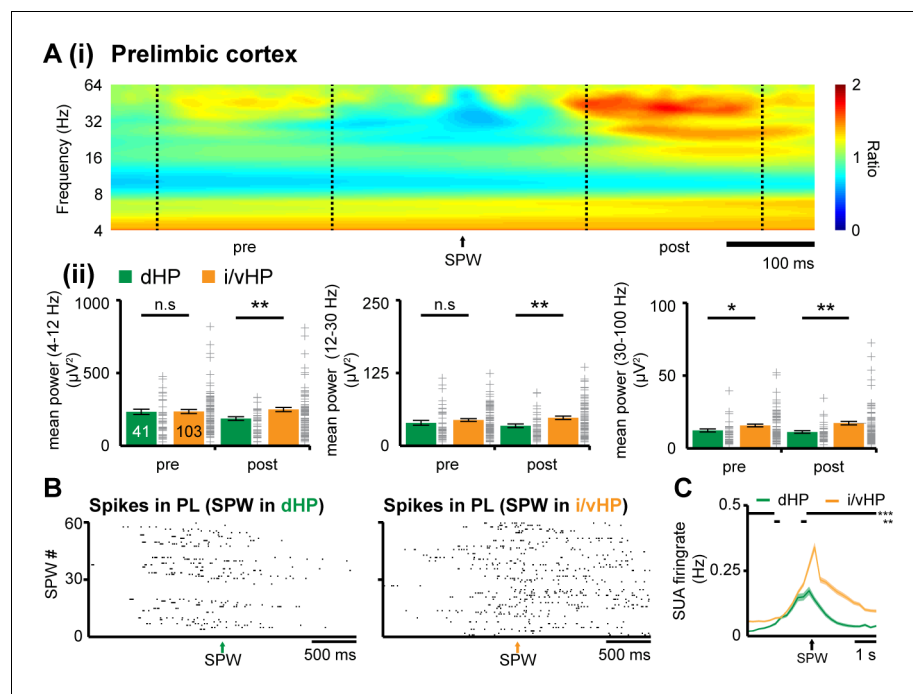 A (i) Prelimbic cortex
Frequency (Hz)
64
32
16
8
4
pre
SPW
post
100 ms
2
1
0
Ratio
(ii)
dHP
i/vHP
mean power (4-12 Hz)
(µV²)
1000
500
0
n.s
**
41
103
pre
post
mean power (12-30 Hz)
(µV²)
250
125
0
n.s
**
pre
post
mean power (30-100 Hz)
(µV²)
100
50
0
*
**
pre
post
B
Spikes in PL (SPW in dHP)
SPW #
60
30
0
SPW
500 ms
Spikes in PL (SPW in i/vHP)
SPW
500 ms
C
dHP
i/vHP
SUA firingrate
(Hz)
0.5
0.25
0
***
**
SPW
1 s